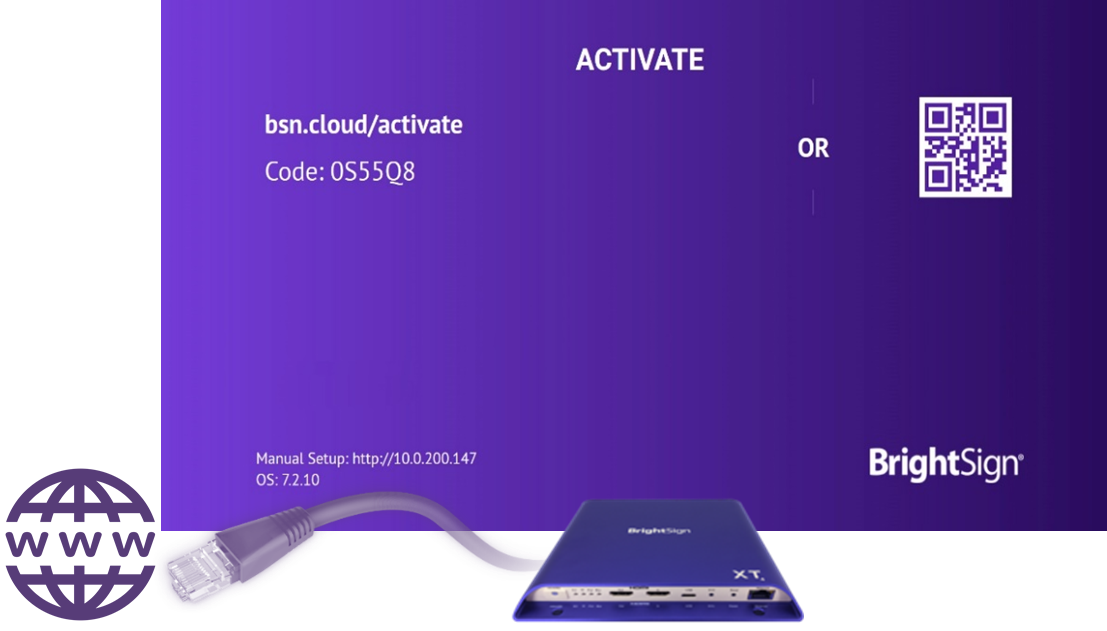 ACTIVATE
bsn.cloud/activate
Code: 0S55Q8
OR
Manual Setup: http://10.0.200.147
OS: 7.2.10
BrightSign®
WWW
BrightSign
XT